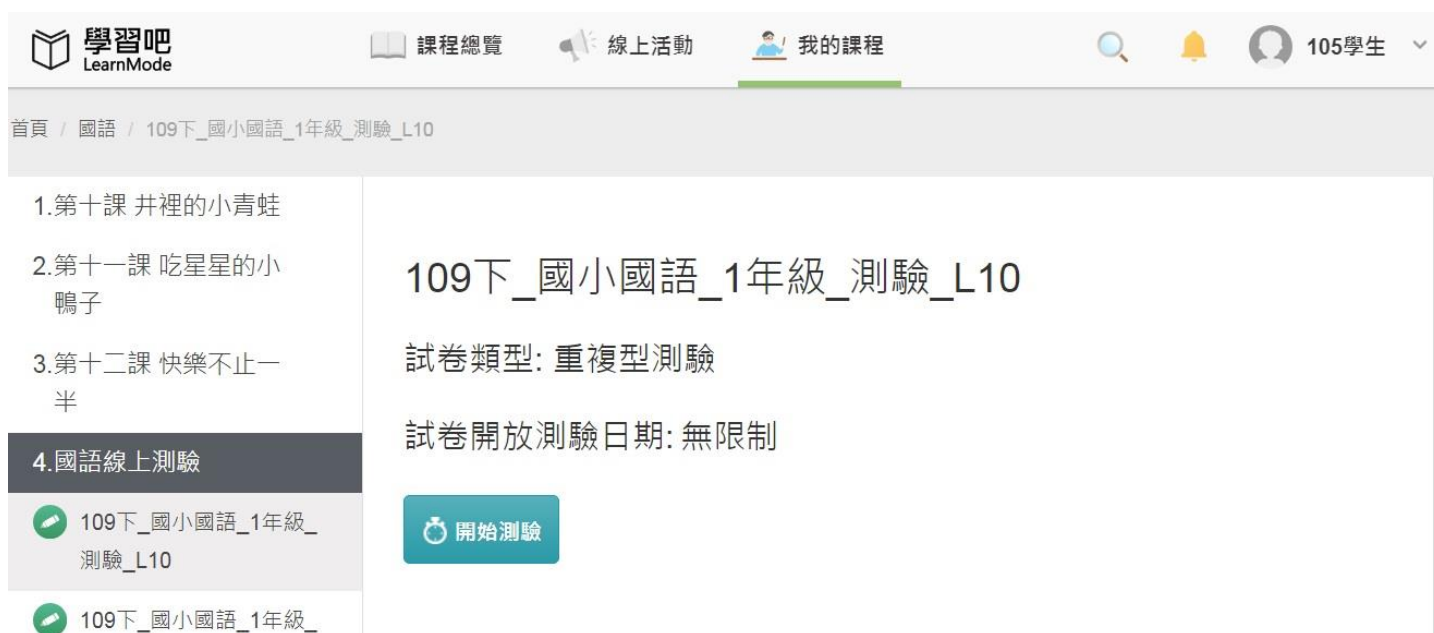 學習吧
LearnMode
課程總覽
線上活動
我的課程
105學生
首頁 / 國語 / 109下_國小國語_1年級_測驗_L10
1.第十課 井裡的小青蛙
2.第十一課 吃星星的小
鴨子
3.第十二課 快樂不止一
半
4.國語線上測驗
109下_國小國語_1年級_
測驗_L10
109下_國小國語_1年級_
109下_國小國語_1年級_測驗_L10
試卷類型: 重複型測驗
試卷開放測驗日期: 無限制
開始測驗